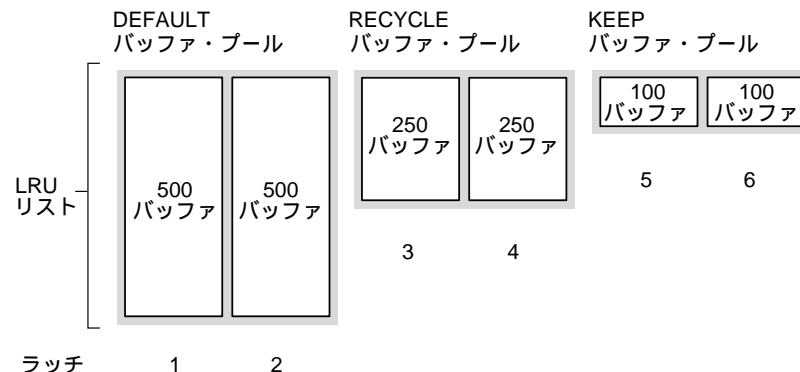 DEFAULT
バッファ・プール
RECYCLE
バッファ・プール
KEEP
バッファ・プール
LRU
リスト
500
バッファ
500
バッファ
250
バッファ
250
バッファ
100
バッファ
100
バッファ
3
4
5
6
ラッチ
1
2